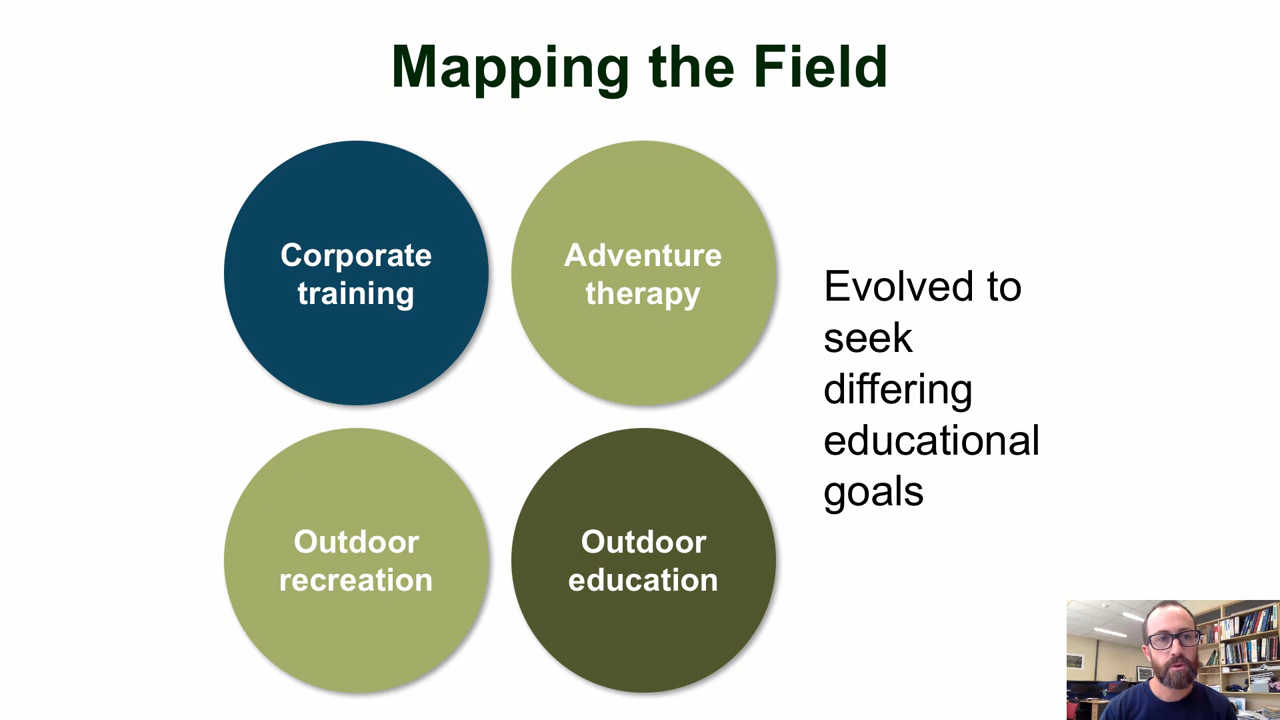 Mapping the Field
Corporate
training
Adventure
therapy
Outdoor
recreation
Outdoor
education
Evolved to
seek
differing
educational
goals